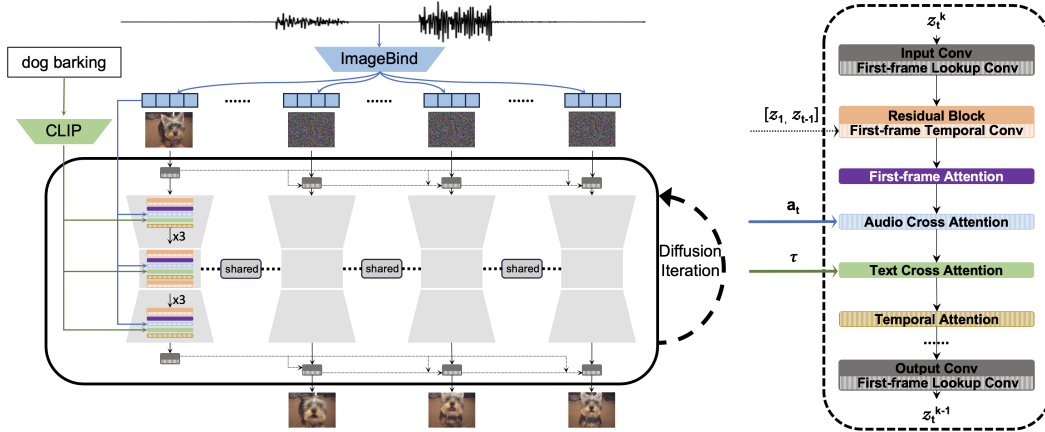 dog barking
ImageBind
CLIP
......
......
......
x3
x3
shared
shared
shared
Diffusion
Iteration
z_t^k
Input Conv
First-frame Lookup Conv
[z_1, z_{t-1}]
Residual Block
First-frame Temporal Conv
First-frame Attention
a_t
Audio Cross Attention
τ
Text Cross Attention
Temporal Attention
......
Output Conv
First-frame Lookup Conv
z_t^{k-1}